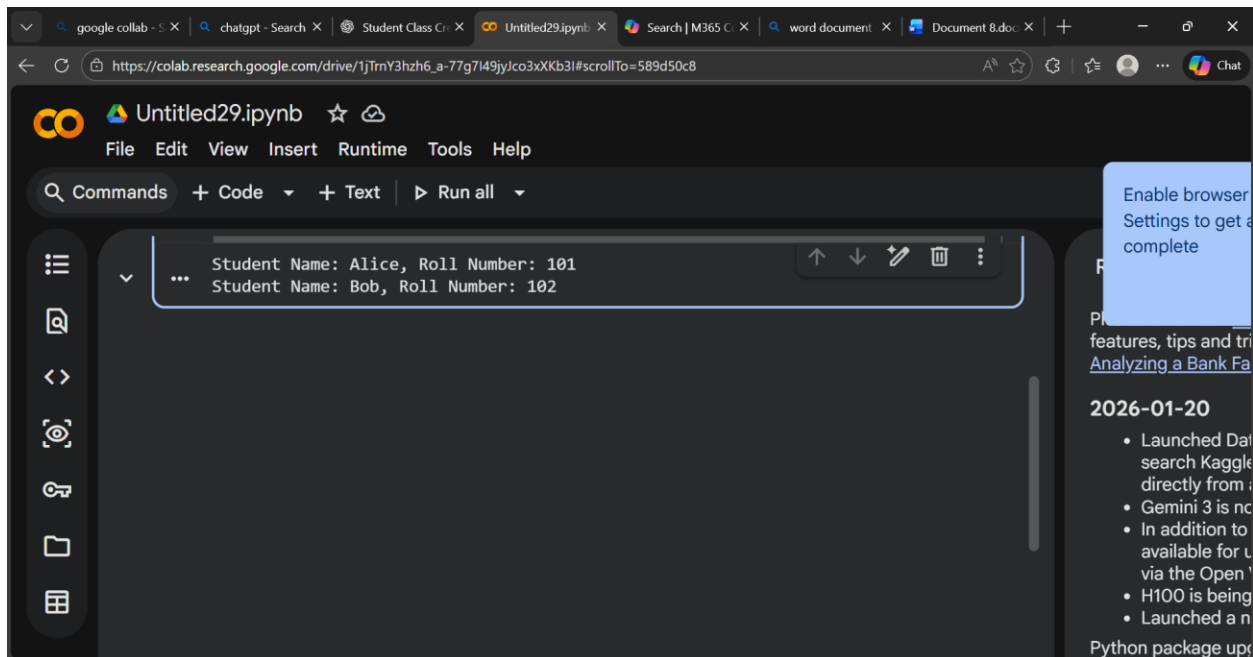 google collab - S
chatgpt - Search
Student Class Cre
Untitled29.ipynb
Search | M365 C
word document
Document 8.doc
https://colab.research.google.com/drive/1jTrnY3hzh6_a-77g7I49jyJco3xXKb3I#scrollTo=589d50c8
Chat
Untitled29.ipynb
File Edit View Insert Runtime Tools Help
Commands + Code + Text Run all
Enable browser
Settings to get a
complete
Student Name: Alice, Roll Number: 101
Student Name: Bob, Roll Number: 102
features, tips and tri
Analyzing a Bank Fa
2026-01-20
• Launched Dat
search Kaggle
directly from a
• Gemini 3 is no
• In addition to
available for u
via the Open
• H100 is being
• Launched a n
Python package upg